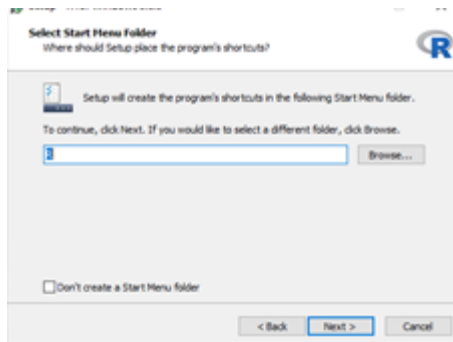 Setup
Select Start Menu Folder
Where should Setup place the program's shortcuts?
R
Setup will create the program's shortcuts in the following Start Menu folder.
To continue, click Next. If you would like to select a different folder, click Browse.
R
Browse...
Don't create a Start Menu folder
< Back
Next >
Cancel